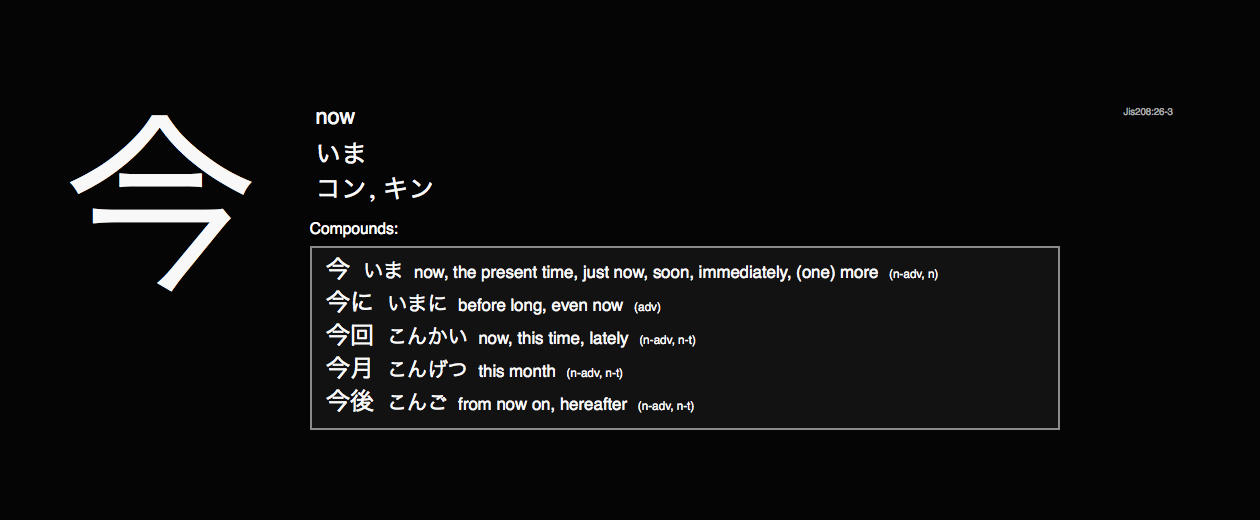 今
now
Jis208:26-3
いま
コン , キン
Compounds:
今 いま now, the present time, just now, soon, immediately, (one) more (n-adv, n)
今に いまに before long, even now (adv)
今回 こんかい now, this time, lately (n-adv, n-t)
今月 こんげつ this month (n-adv, n-t)
今後 こんご from now on, hereafter (n-adv, n-t)